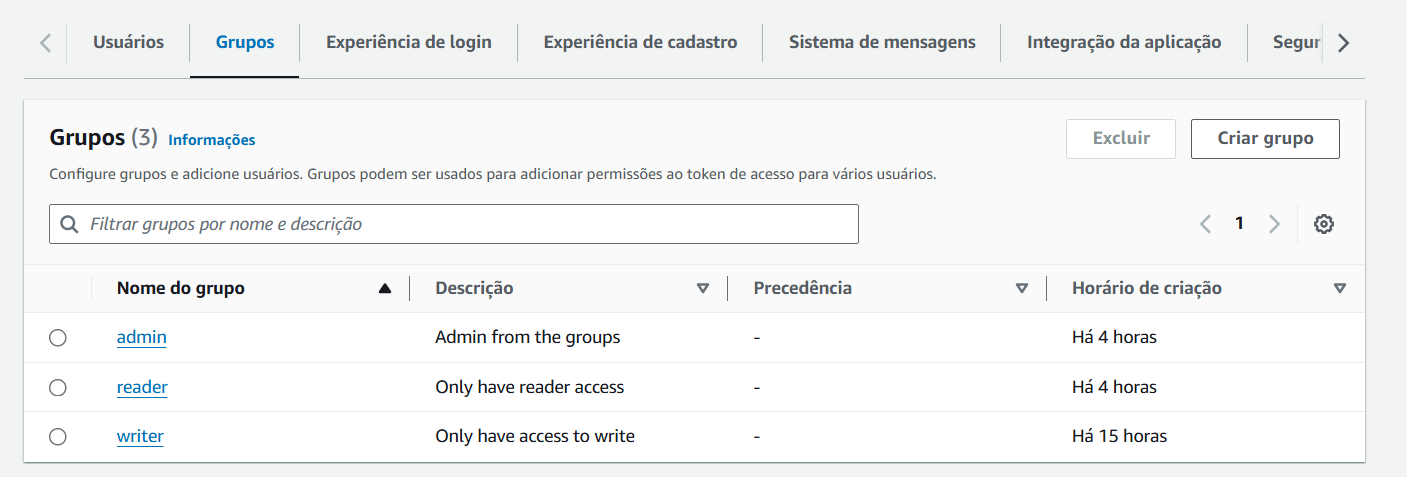 Usuários Grupos Experiência de login Experiência de cadastro Sistema de mensagens Integração da aplicação Segur
Grupos (3) Informações Excluir Criar grupo
Configure grupos e adicione usuários. Grupos podem ser usados para adicionar permissões ao token de acesso para vários usuários.
Filtrar grupos por nome e descrição 1
Nome do grupo Descrição Precedência Horário de criação
admin Admin from the groups - Há 4 horas
reader Only have reader access - Há 4 horas
writer Only have access to write - Há 15 horas